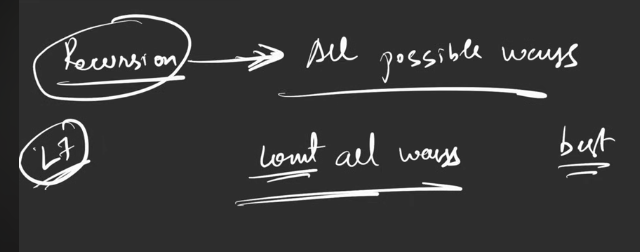 Recursion → All possible ways
L7 count all ways best